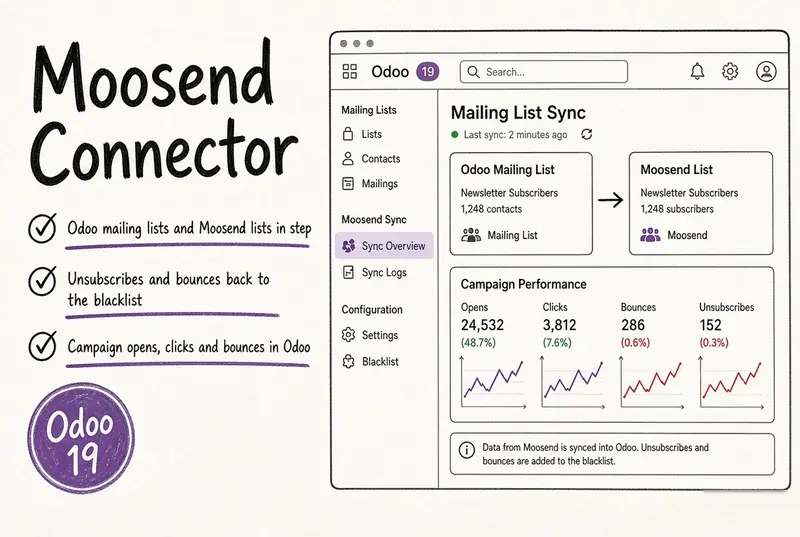 Moosend
Connector
Odoo mailing lists and Moosend lists in step
Unsubscribes and bounces back to
the blacklist
Campaign opens, clicks and bounces in Odoo
Odoo
19
Odoo 19
Search...
Mailing Lists
Lists
Contacts
Mailings
Moosend Sync
Sync Overview
Sync Logs
Configuration
Settings
Blacklist
Mailing List Sync
Last sync: 2 minutes ago
Odoo Mailing List
Newsletter Subscribers
1,248 contacts
Mailing List
Moosend List
Newsletter Subscribers
1,248 subscribers
Moosend
Campaign Performance
Opens
24,532
(48.7%)
Clicks
3,812
(7.6%)
Bounces
286
(0.6%)
Unsubscribes
152
(0.3%)
Data from Moosend is synced into Odoo. Unsubscribes and
bounces are added to the blacklist.